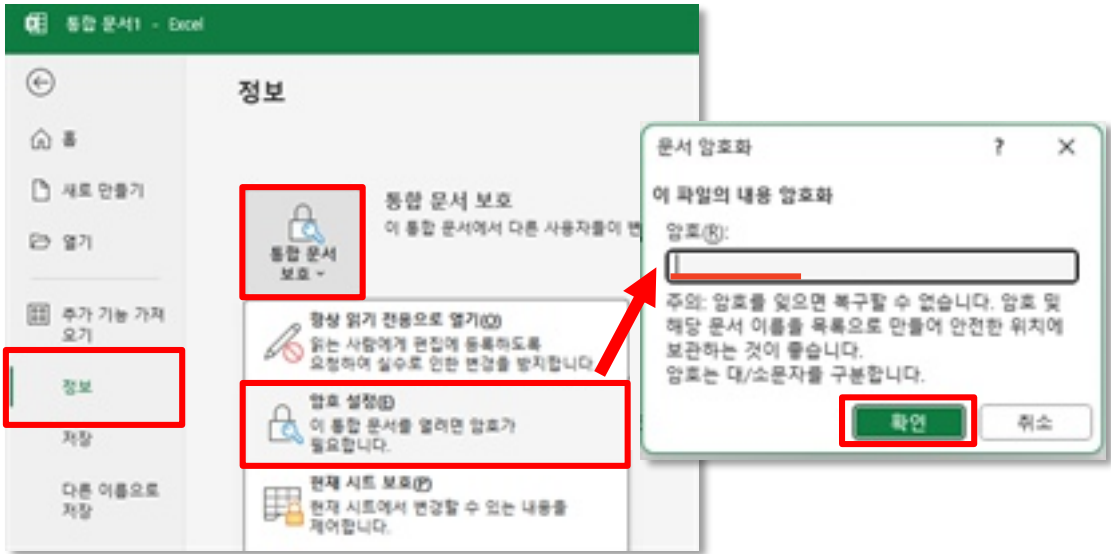 통합 문서1 - Excel
정보
홈
새로 만들기
열기
추가 기능 가져
오기
정보
저장
다른 이름으로
저장
통합 문서
보호
통합 문서 보호
이 통합 문서에서 다른 사용자들이 변
항상 읽기 전용으로 열기(O)
읽는 사람에게 편집에 등록하도록
요청하여 실수로 인한 변경을 방지합니다.
암호 설정(E)
이 통합 문서를 열려면 암호가
필요합니다.
현재 시트 보호(P)
현재 시트에서 변경할 수 있는 내용을
제어합니다.
문서 암호화 ? X
이 파일의 내용 암호화
암호(R):
주의: 암호를 잊으면 복구할 수 없습니다. 암호 및
해당 문서 이름을 목록으로 만들어 안전한 위치에
보관하는 것이 좋습니다.
암호는 대/소문자를 구분합니다.
확인
취소